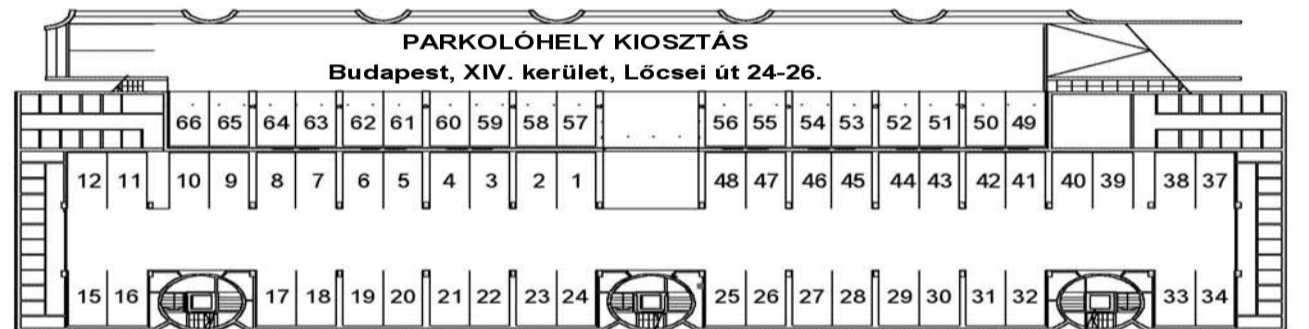 PARKOLÓHELY KIOSZTÁS
Budapest, XIV. kerület, Lőcsei út 24-26.
66 65 64 63 62 61 60 59 58 57 56 55 54 53 52 51 50 49
12 11 10 9 8 7 6 5 4 3 2 1 48 47 46 45 44 43 42 41 40 39 38 37
15 16 17 18 19 20 21 22 23 24 25 26 27 28 29 30 31 32 33 34